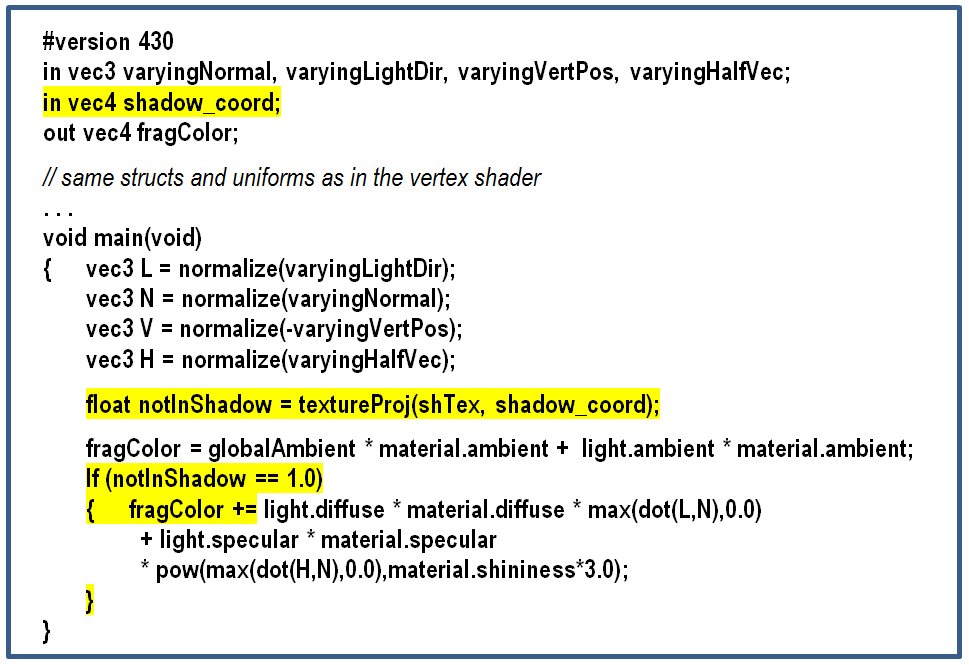 #version 430
in vec3 varyingNormal, varyingLightDir, varyingVertPos, varyingHalfVec;
in vec4 shadow_coord;
out vec4 fragColor;
// same structs and uniforms as in the vertex shader
. . .
void main(void)
{ vec3 L = normalize(varyingLightDir);
vec3 N = normalize(varyingNormal);
vec3 V = normalize(-varyingVertPos);
vec3 H = normalize(varyingHalfVec);
float notInShadow = textureProj(shTex, shadow_coord);
fragColor = globalAmbient * material.ambient + light.ambient * material.ambient;
If (notInShadow == 1.0)
{ fragColor += light.diffuse * material.diffuse * max(dot(L,N),0.0)
+ light.specular * material.specular
* pow(max(dot(H,N),0.0),material.shininess*3.0);
}
}